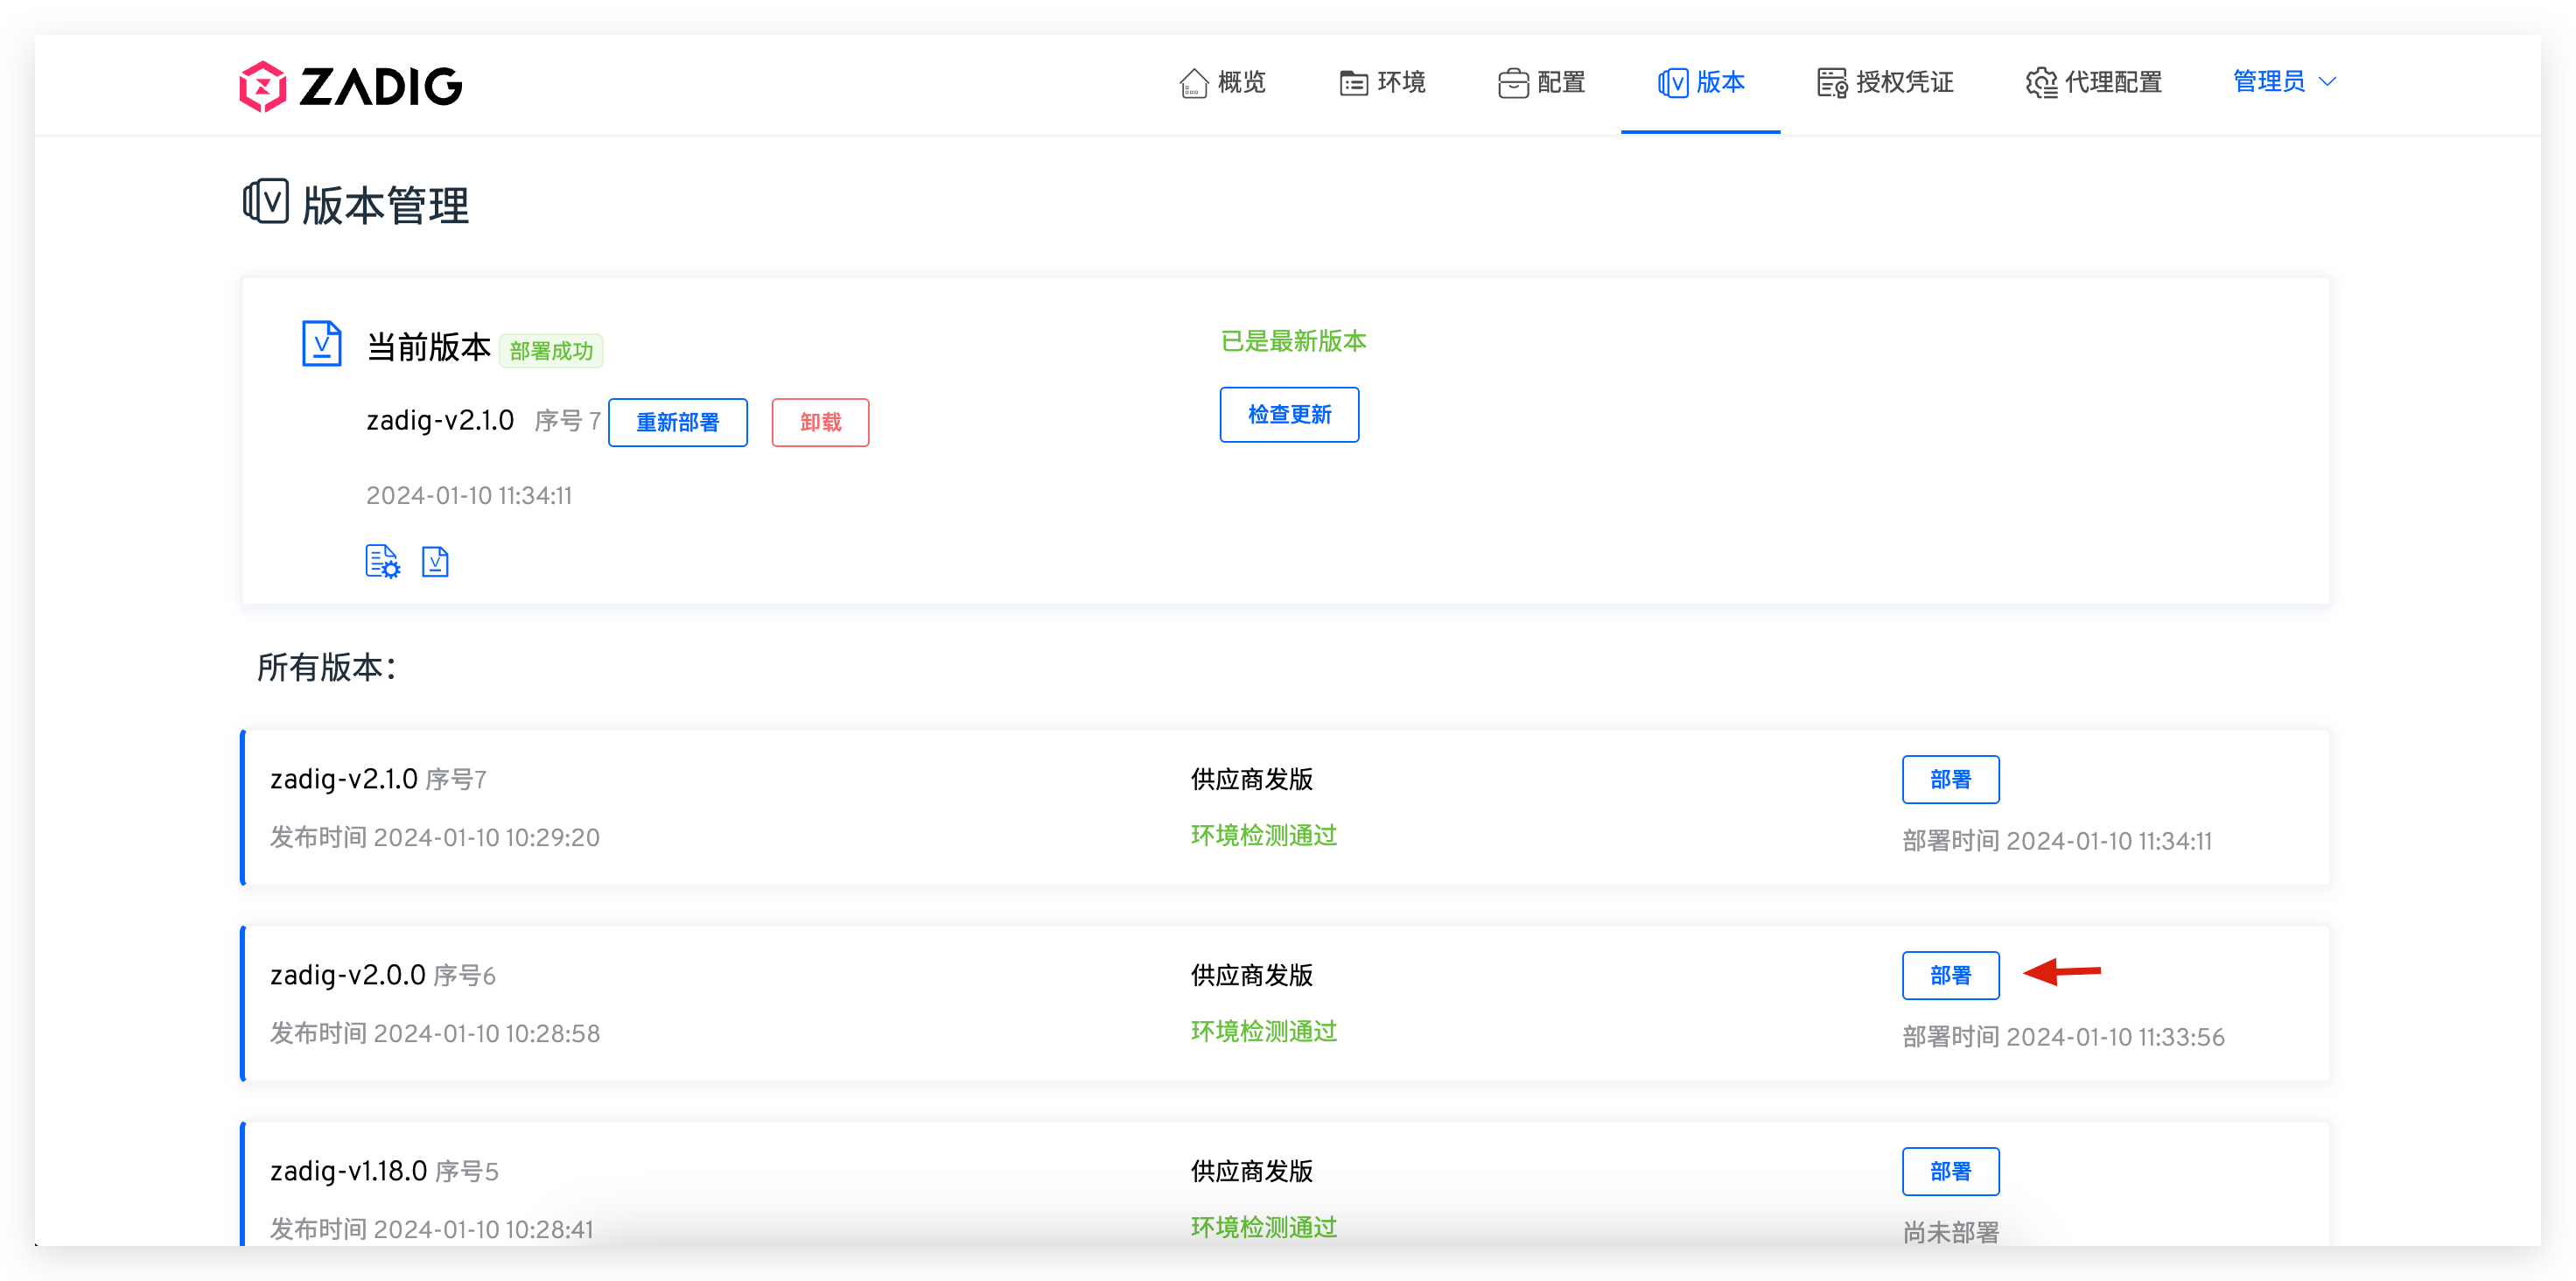 ZADIG
概览 环境 配置 版本 授权凭证 代理配置 管理员
版本管理
当前版本 部署成功 已是最新版本
zadig-v2.1.0 序号 7 重新部署 卸载 检查更新
2024-01-10 11:34:11
所有版本：
zadig-v2.1.0 序号7 供应商发版 部署
发布时间 2024-01-10 10:29:20 环境检测通过 部署时间 2024-01-10 11:34:11
zadig-v2.0.0 序号6 供应商发版 部署
发布时间 2024-01-10 10:28:58 环境检测通过 部署时间 2024-01-10 11:33:56
zadig-v1.18.0 序号5 供应商发版 部署
发布时间 2024-01-10 10:28:41 环境检测通过 尚未部署